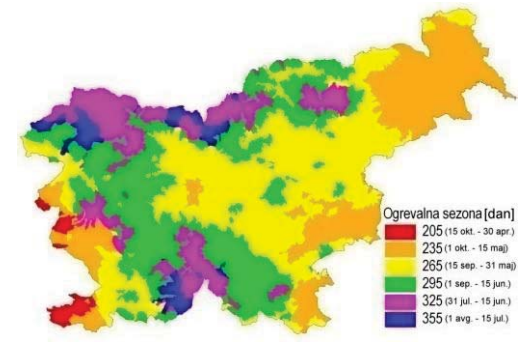 Ogrevalna sezona [dan]
205 (15 okt. - 30 apr.)
235 (1 okt. - 15 maj)
265 (15 sep. - 31 maj)
295 (1 sep. - 15 jun.)
325 (31 jul. - 15 jun.)
355 (1 avg. - 15 jul.)